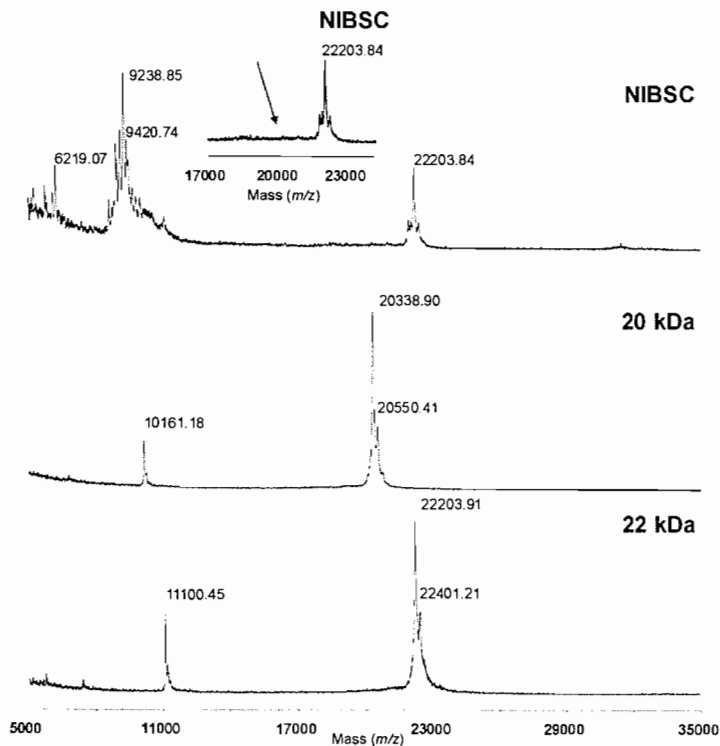 NIBSC
22203.84
9238.85
NIBSC
9420.74
6219.07
22203.84
17000 20000 23000
Mass (m/z)
20338.90
20 kDa
20550.41
10161.18
22203.91
22 kDa
11100.45
22401.21
5000 11000 17000 23000 29000 35000
Mass (m/z)